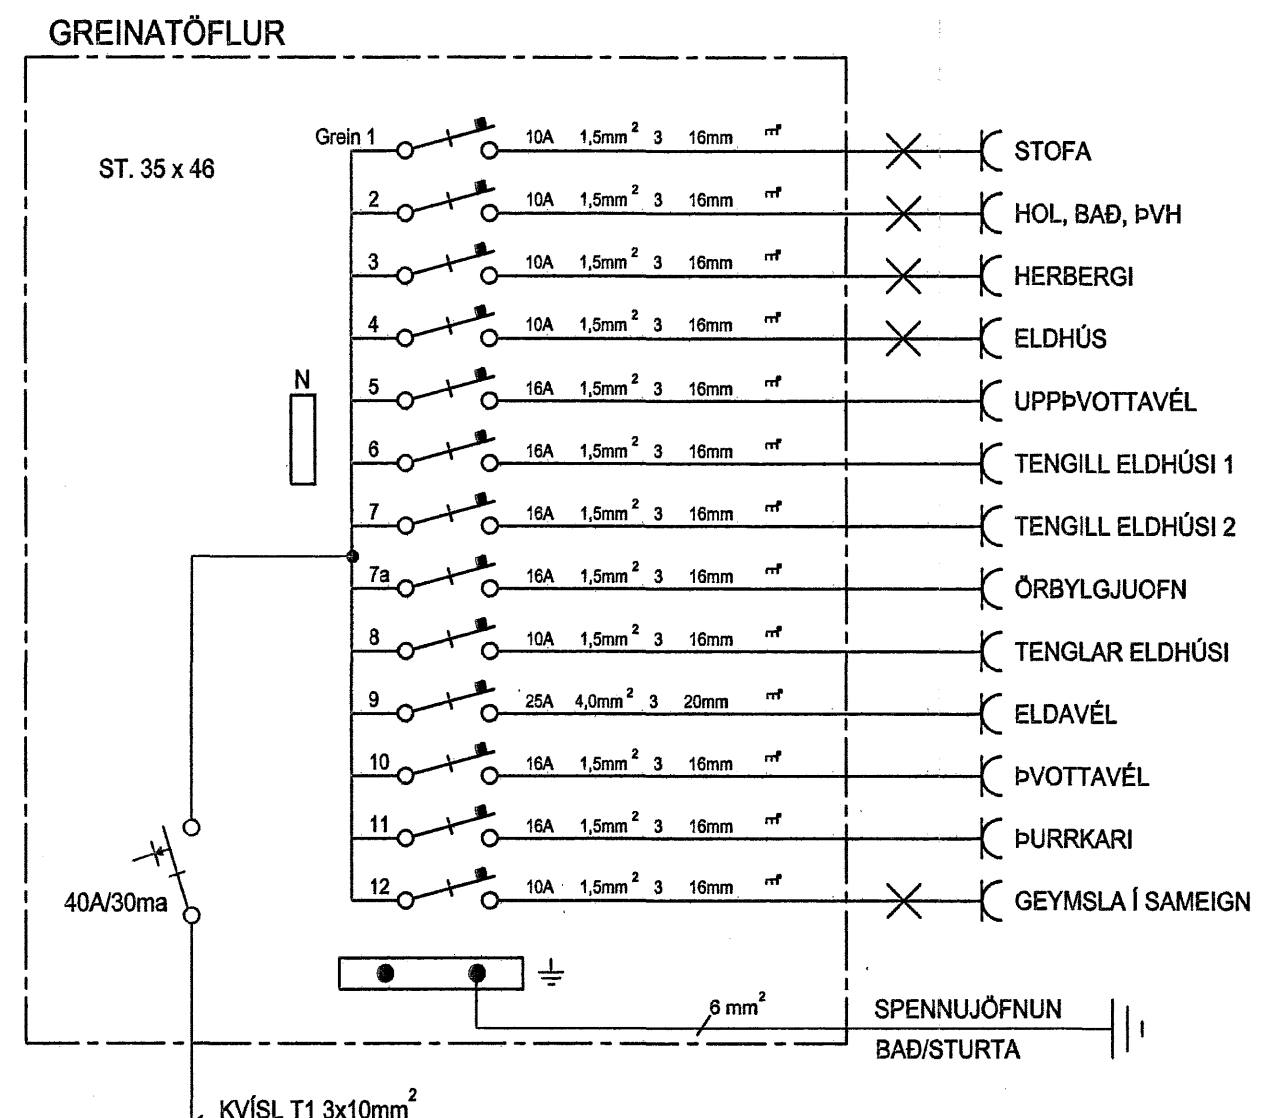 GREINATÖFLUR
ST. 35 x 46
Grein 1 10A 1,5mm² 3 16mm STOFA
2 10A 1,5mm² 3 16mm HOL, BAÐ, ÞVH
3 10A 1,5mm² 3 16mm HERBERGI
4 10A 1,5mm² 3 16mm ELDHÚS
N
5 16A 1,5mm² 3 16mm UPPÞVOTTAVÉL
6 16A 1,5mm² 3 16mm TENGILL ELDHÚSI 1
7 16A 1,5mm² 3 16mm TENGILL ELDHÚSI 2
7a 16A 1,5mm² 3 16mm ÖRBYLGJUOFN
8 10A 1,5mm² 3 16mm TENGLAR ELDHÚSI
9 25A 4,0mm² 3 20mm ELDAVÉL
10 16A 1,5mm² 3 16mm ÞVOTTAVÉL
11 16A 1,5mm² 3 16mm ÞURRKARI
12 10A 1,5mm² 3 16mm GEYMSLA Í SAMEIGN
40A/30ma
6 mm² SPENNUJÖFNUN
BAÐ/STURTA
KVÍSL T1 3x10mm²